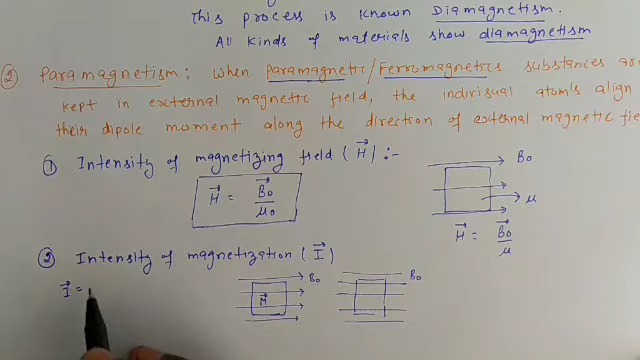 This process is known Diamagnetism.
All kinds of materials show diamagnetism
② Paramagnetism: When Paramagnetic/Ferromagnetics substances are
kept in external magnetic field, the indirisual atom's align
their dipole moment along the direction of external magnetic fie
① Intensity of magnetizing field (H⃗) :-
H⃗ = B⃗₀/μ₀
B₀
μ
H⃗ = B⃗₀/μ
② Intensity of magnetization (I⃗)
I⃗ =
B₀
M⃗
B₀